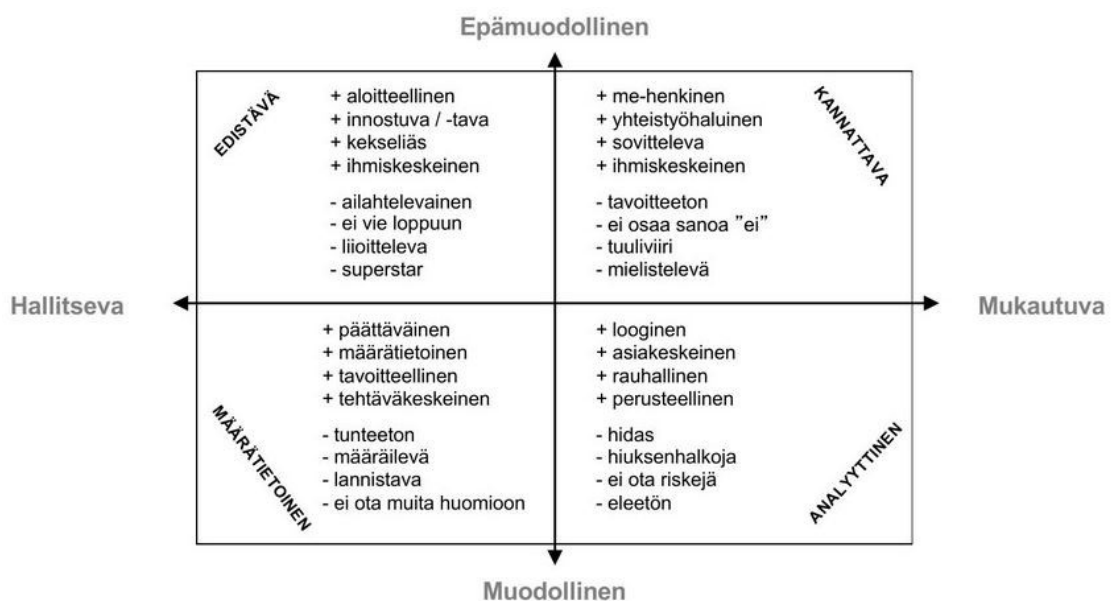 Epämuodollinen
EDISTÄVÄ
+ aloitteellinen
+ innostuva / -tava
+ kekseliäs
+ ihmiskeskeinen
- ailahtelevainen
- ei vie loppuun
- liioitteleva
- superstar
KANNATTAVA
+ me-henkinen
+ yhteistyöhaluinen
+ sovitteleva
+ ihmiskeskeinen
- tavoitteeton
- ei osaa sanoa ”ei”
- tuuliviiri
- mielistelevä
Hallitseva
Mukautuva
MÄÄRÄTIETOINEN
+ päättäväinen
+ määrätietoinen
+ tavoitteellinen
+ tehtäväkeskeinen
- tunteeton
- määräilevä
- lannistava
- ei ota muita huomioon
ANALYYTTINEN
+ looginen
+ asiakeskeinen
+ rauhallinen
+ perusteellinen
- hidas
- hiuksenhalkoja
- ei ota riskejä
- eleetön
Muodollinen